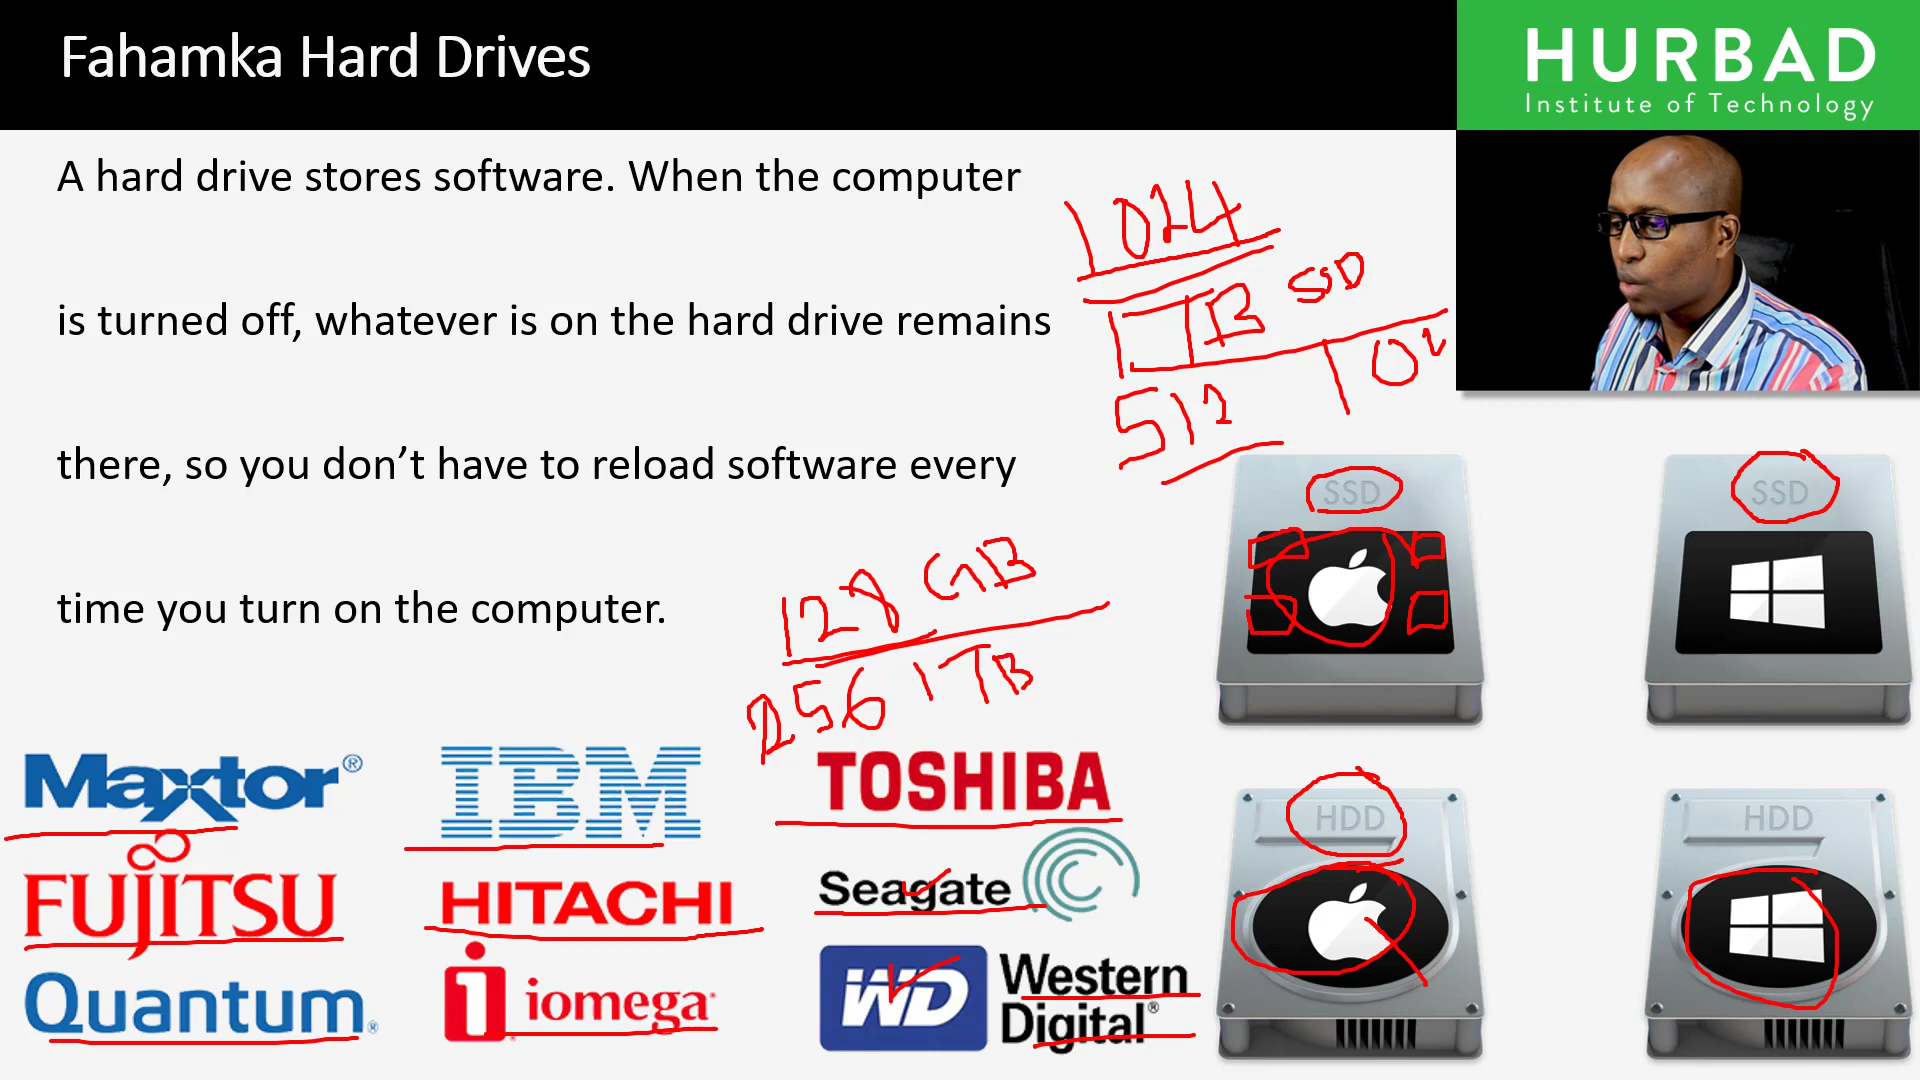 Fahamka Hard Drives
HURBAD
Institute of Technology
A hard drive stores software. When the computer
is turned off, whatever is on the hard drive remains
there, so you don’t have to reload software every
time you turn on the computer.
1024
1TB SSD
512 102
128 GB
256 1TB
SSD
SSD
Maxtor®
IBM
TOSHIBA
HDD
HDD
FUJITSU
HITACHI
Seagate
Quantum®
i iomega
WD Western
Digital®